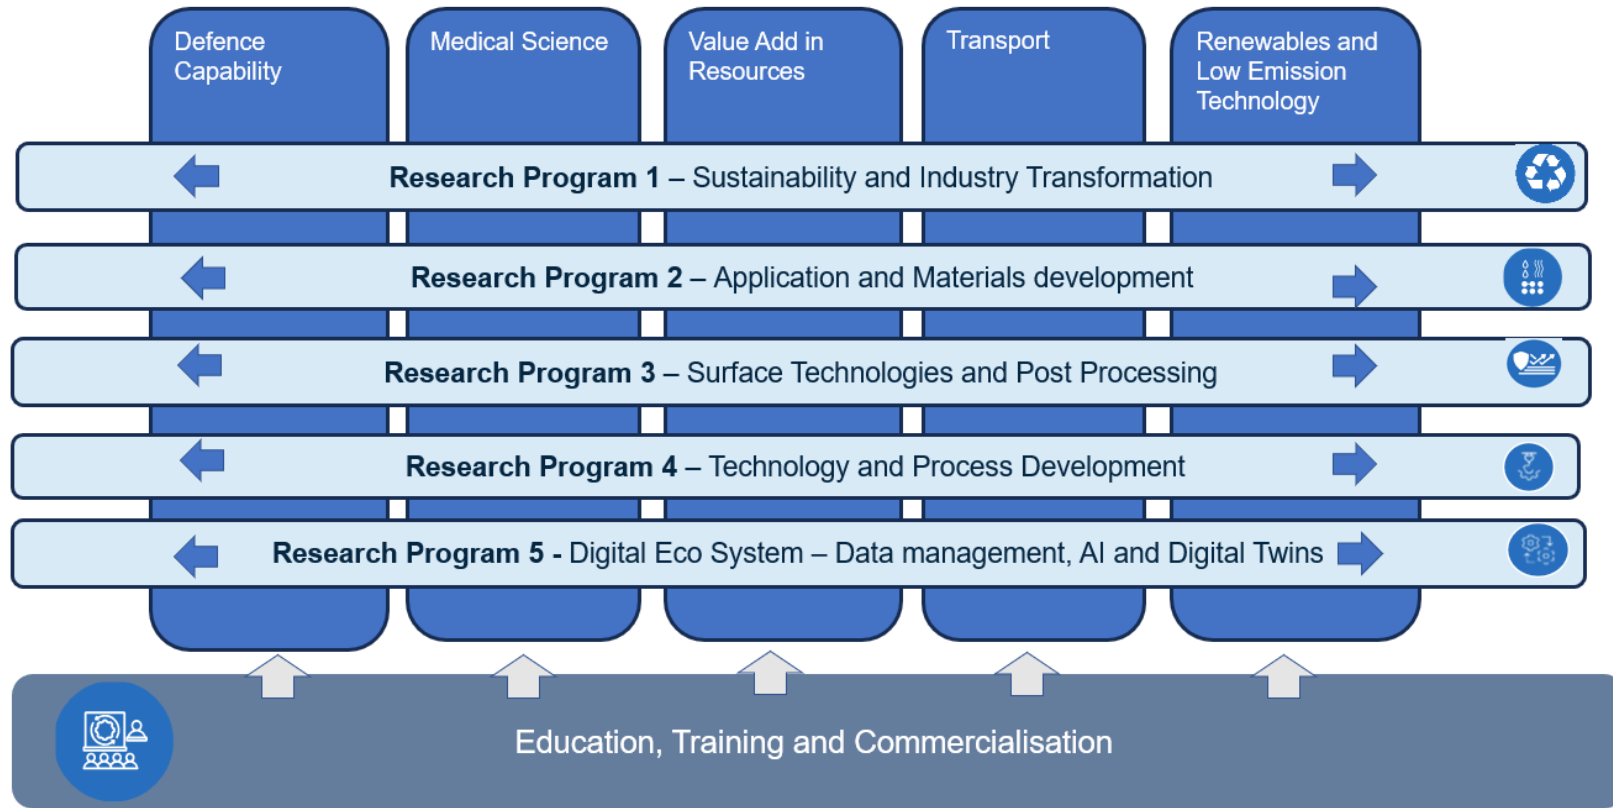 Defence
Capability
Medical Science
Value Add in
Resources
Transport
Renewables and
Low Emission
Technology
Research Program 1 – Sustainability and Industry Transformation
Research Program 2 – Application and Materials development
Research Program 3 – Surface Technologies and Post Processing
Research Program 4 – Technology and Process Development
Research Program 5 - Digital Eco System – Data management, AI and Digital Twins
Education, Training and Commercialisation